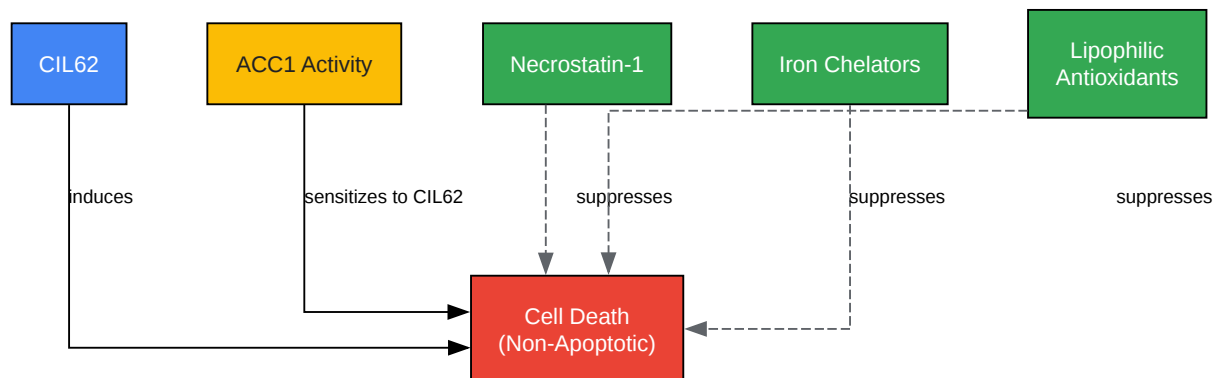 CIL62
ACC1 Activity
Necrostatin-1
Iron Chelators
Lipophilic
Antioxidants
induces
sensitizes to CIL62
suppresses
suppresses
suppresses
Cell Death
(Non-Apoptotic)